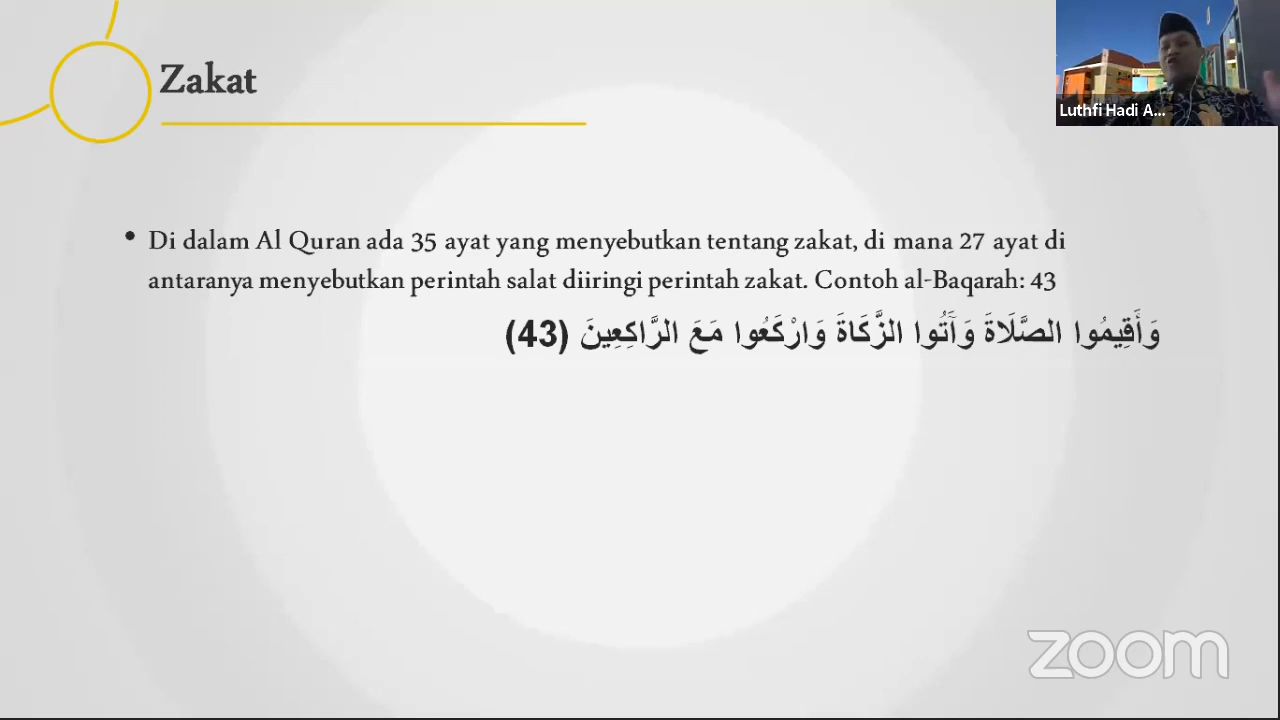 Zakat
Luthfi Hadi A...
• Di dalam Al Quran ada 35 ayat yang menyebutkan tentang zakat, di mana 27 ayat di
antaranya menyebutkan perintah salat diiringi perintah zakat. Contoh al-Baqarah: 43
وَأَقِيمُوا الصَّلَاةَ وَآَتُوا الزَّكَاةَ وَارْكَعُوا مَعَ الرَّاكِعِينَ (43)
zoom